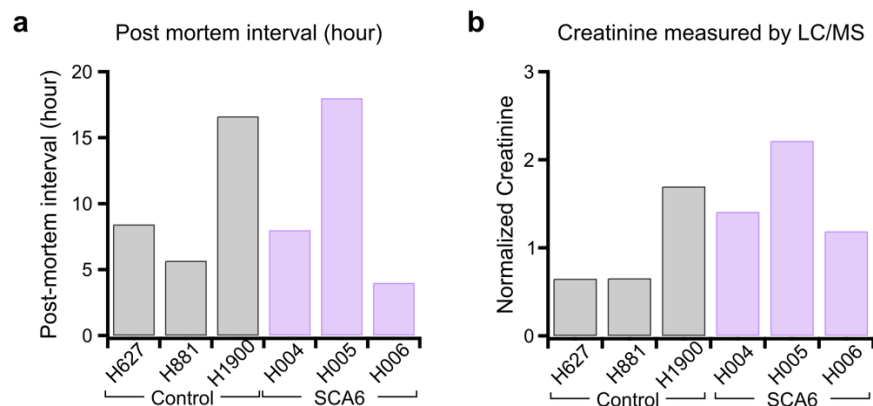 a
Post mortem interval (hour)
Post-mortem interval (hour)
20
15
10
5
0
H627
H881
H1900
H004
H005
H006
Control
SCA6
b
Creatinine measured by LC/MS
Normalized Creatinine
3
2
1
0
H627
H881
H1900
H004
H005
H006
Control
SCA6